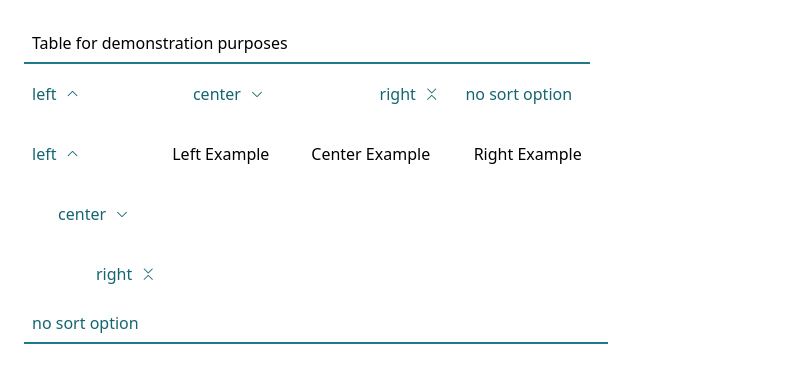 Table for demonstration purposes
left center right no sort option
left Left Example Center Example Right Example
center
right
no sort option